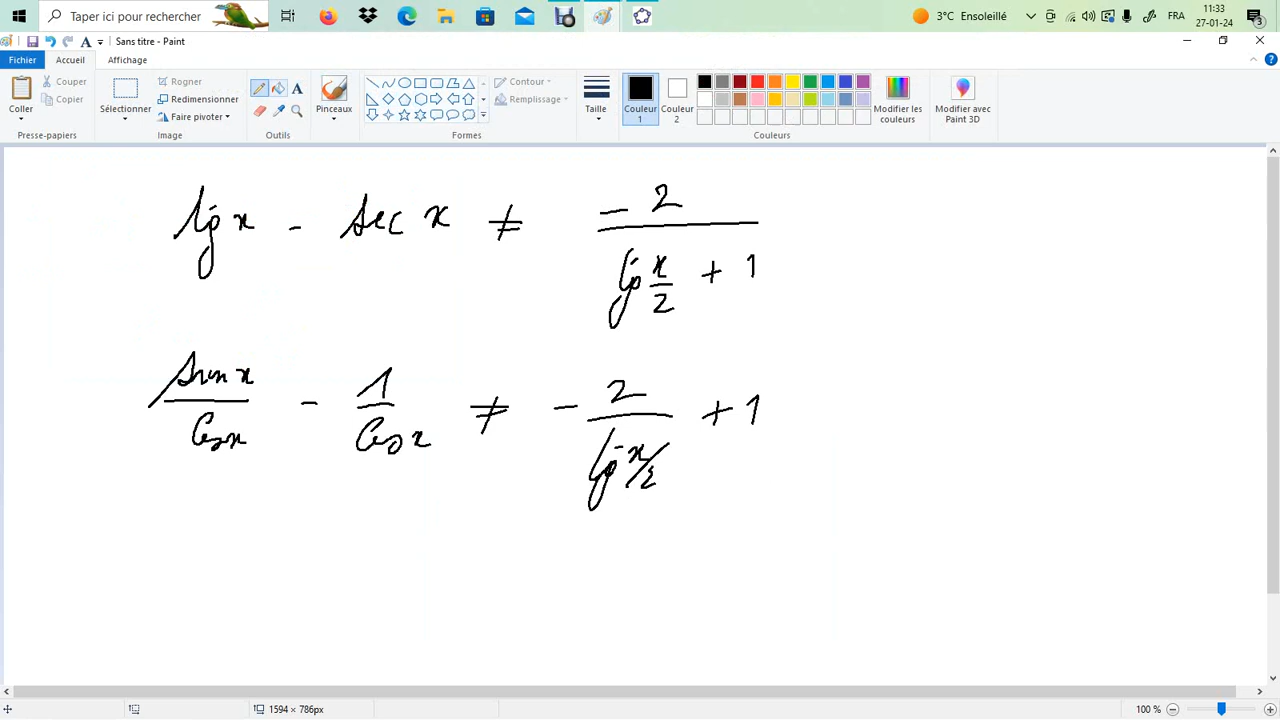 Taper ici pour rechercher
3°C Ensoleillé
FRA
11:33
27-01-24
3
Sans titre - Paint
Fichier Accueil Affichage
Coller
Couper
Copier
Presse-papiers
Sélectionner
Rogner
Redimensionner
Faire pivoter
Image
A
Outils
Pinceaux
Contour
Remplissage
Formes
Taille
Couleur 1
Couleur 2
Modifier les couleurs
Couleurs
Modifier avec Paint 3D
tg x - sec x ≠ -2 / (tg x/2 + 1)
sin x / cos x - 1 / cos x ≠ - 2 / tg x/2 + 1
1594 × 786px
100 %